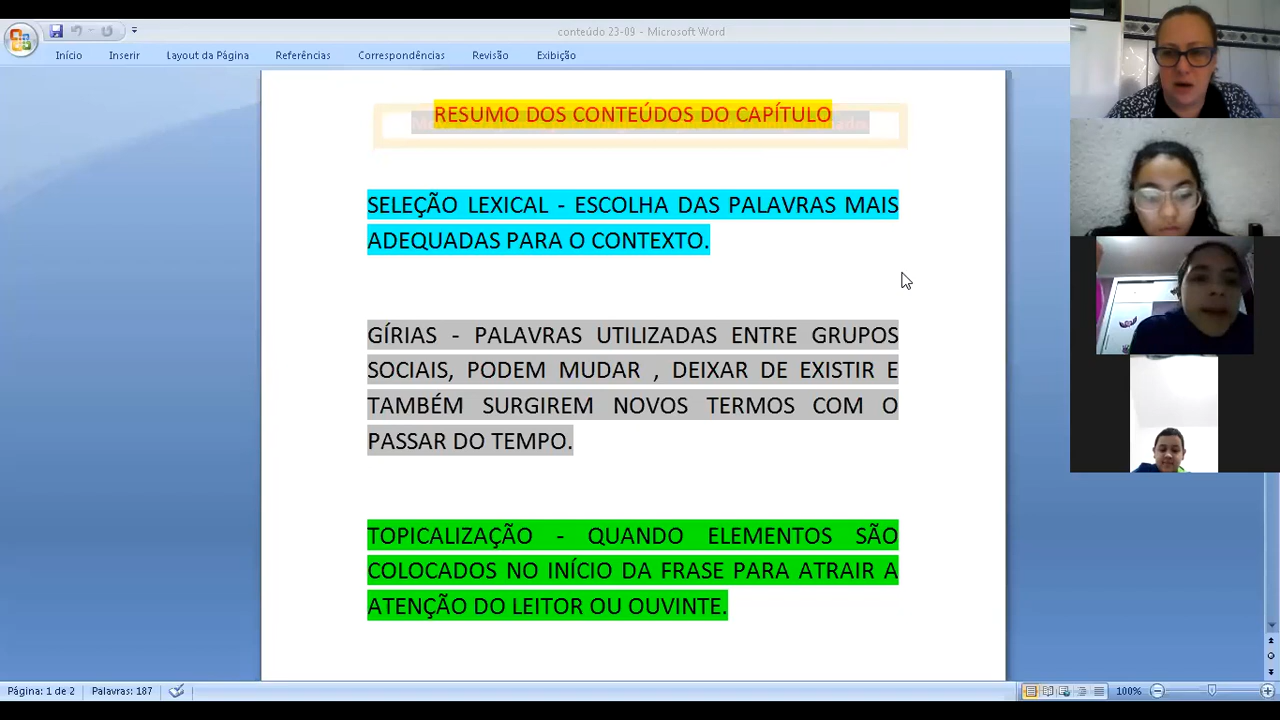 conteúdo 23-09 - Microsoft Word
Início Inserir Layout da Página Referências Correspondências Revisão Exibição
RESUMO DOS CONTEÚDOS DO CAPÍTULO
SELEÇÃO LEXICAL - ESCOLHA DAS PALAVRAS MAIS
ADEQUADAS PARA O CONTEXTO.
GÍRIAS - PALAVRAS UTILIZADAS ENTRE GRUPOS
SOCIAIS, PODEM MUDAR , DEIXAR DE EXISTIR E
TAMBÉM SURGIREM NOVOS TERMOS COM O
PASSAR DO TEMPO.
TOPICALIZAÇÃO - QUANDO ELEMENTOS SÃO
COLOCADOS NO INÍCIO DA FRASE PARA ATRAIR A
ATENÇÃO DO LEITOR OU OUVINTE.
Página: 1 de 2 Palavras: 187 100%